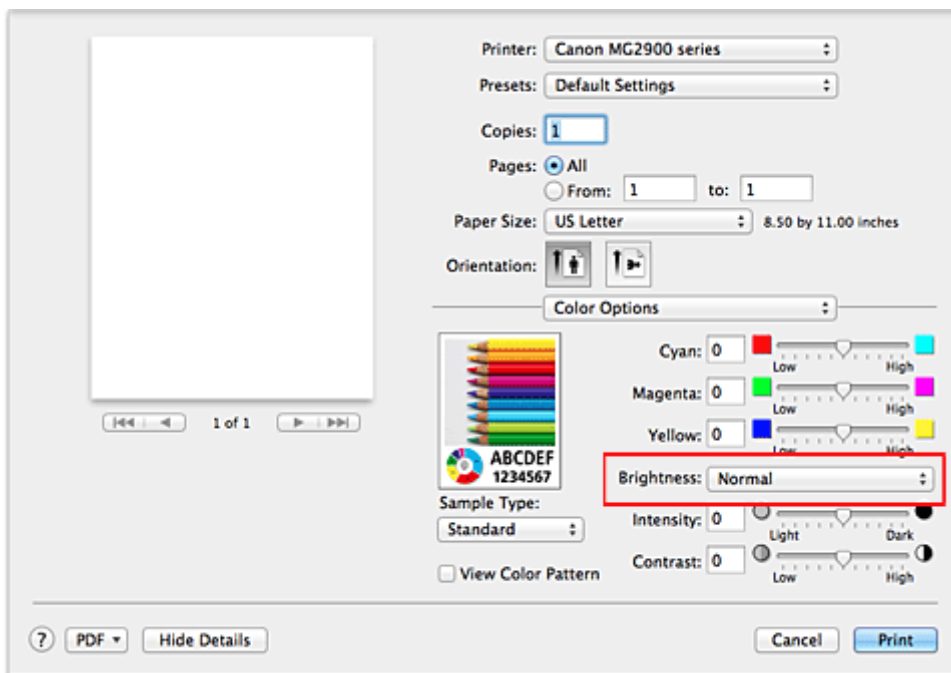 Printer: Canon MG2900 series
Presets: Default Settings
Copies: 1
Pages: All
From: 1 to: 1
Paper Size: US Letter 8.50 by 11.00 inches
Orientation:
Color Options
1 of 1
Cyan: 0
Low High
Magenta: 0
Low High
Yellow: 0
Low High
ABCDEF
1234567
Brightness: Normal
Sample Type:
Standard
Intensity: 0
Light Dark
Contrast: 0
Low High
View Color Pattern
? PDF Hide Details Cancel Print